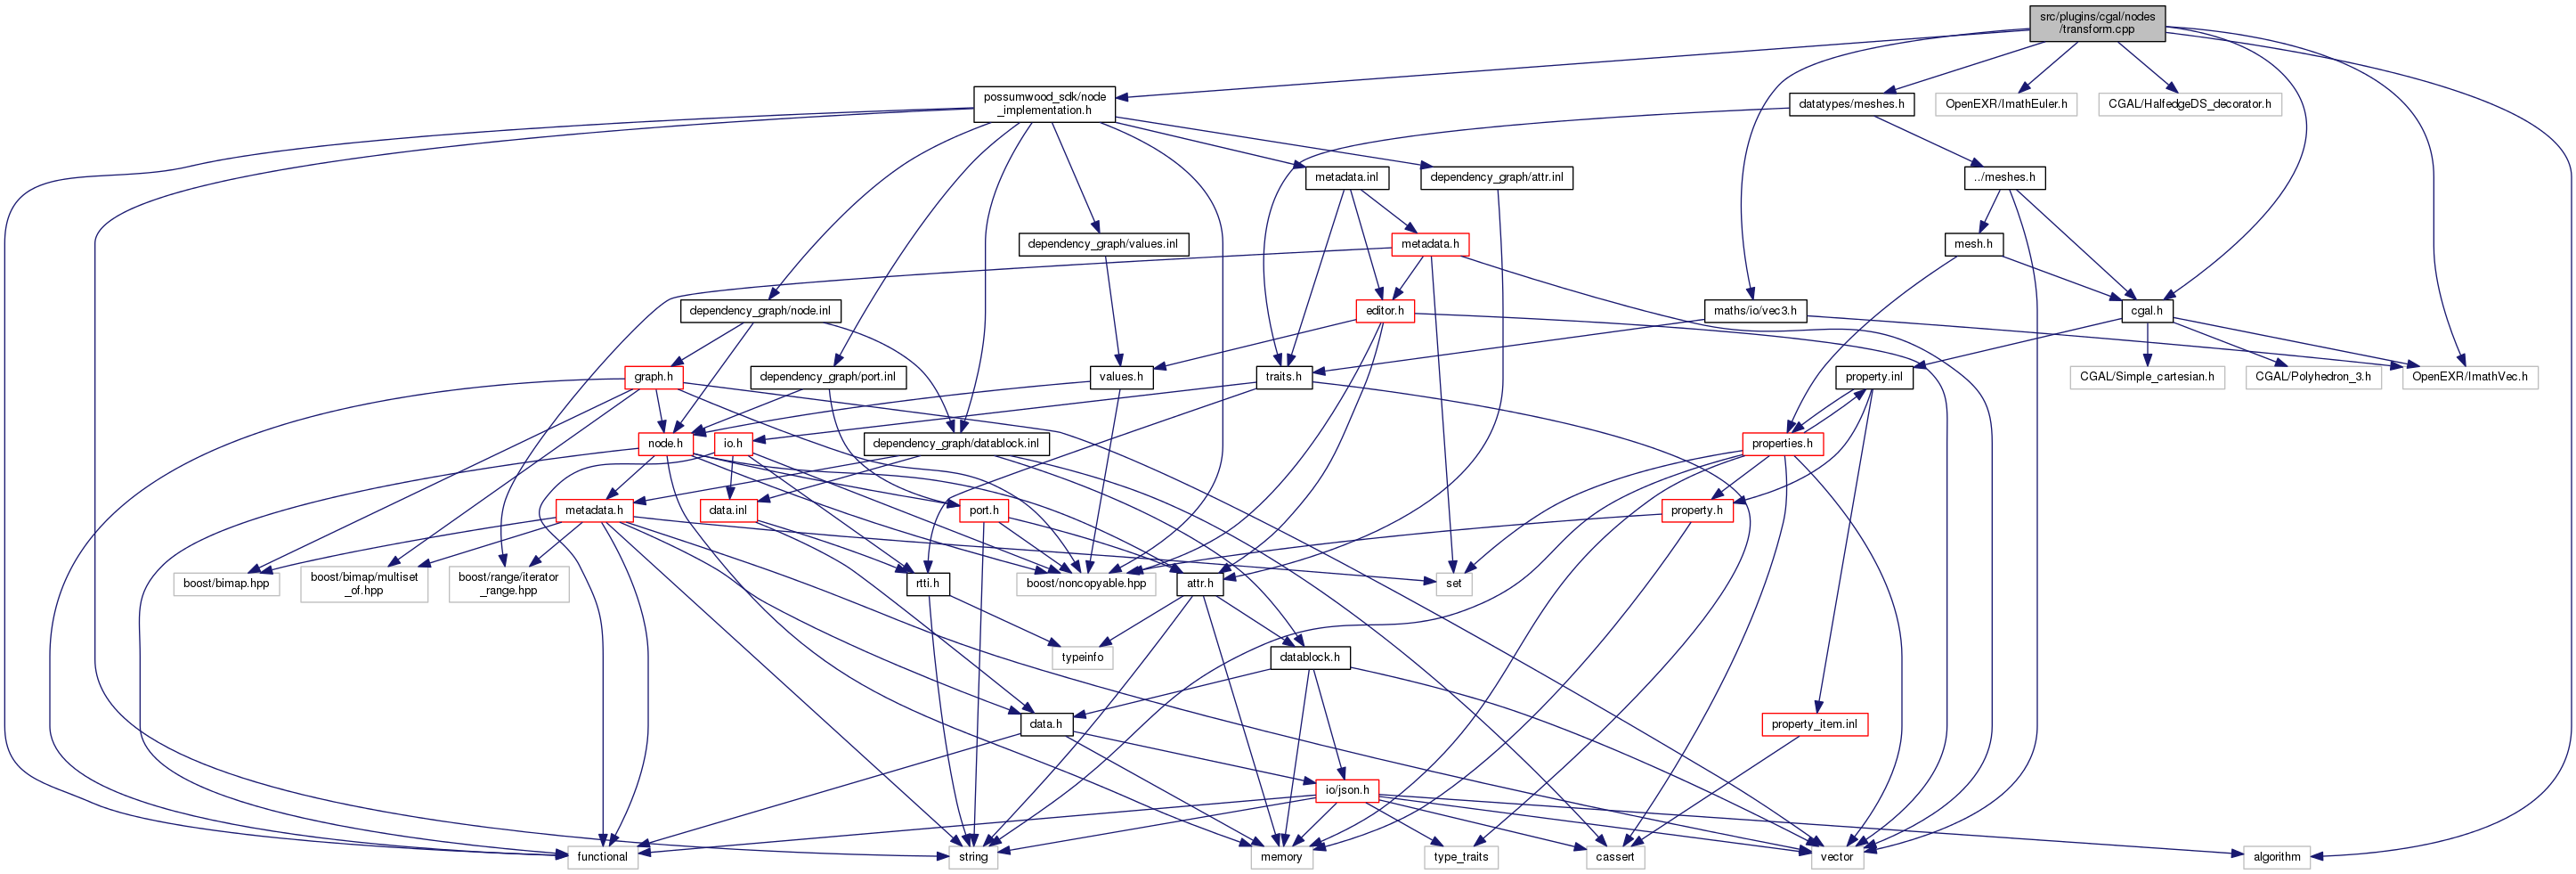 src/plugins/cgal/nodes
/transform.cpp
possumwood_sdk/node
_implementation.h
datatypes/meshes.h
OpenEXR/ImathEuler.h
CGAL/HalfedgeDS_decorator.h
metadata.inl
dependency_graph/attr.inl
../meshes.h
dependency_graph/values.inl
metadata.h
mesh.h
dependency_graph/node.inl
editor.h
maths/io/vec3.h
cgal.h
graph.h
dependency_graph/port.inl
values.h
traits.h
property.inl
CGAL/Simple_cartesian.h
CGAL/Polyhedron_3.h
OpenEXR/ImathVec.h
node.h
io.h
dependency_graph/datablock.inl
properties.h
metadata.h
data.inl
port.h
property.h
boost/bimap.hpp
boost/bimap/multiset
_of.hpp
boost/range/iterator
_range.hpp
rtti.h
boost/noncopyable.hpp
attr.h
set
typeinfo
datablock.h
data.h
property_item.inl
io/json.h
functional
string
memory
type_traits
cassert
vector
algorithm